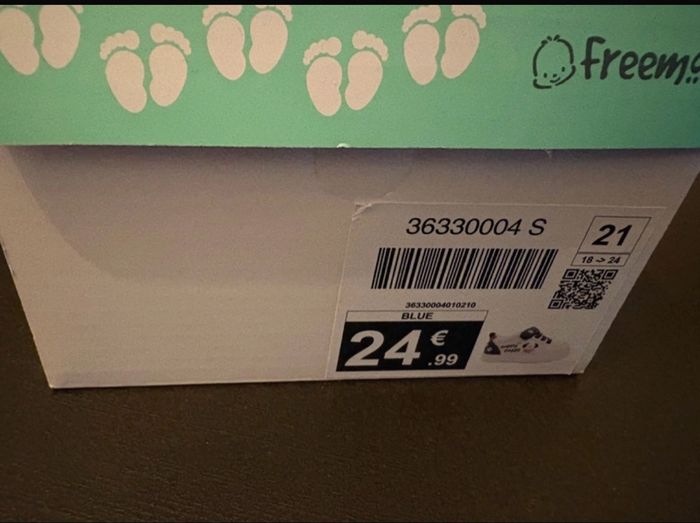 freem
36330004 S
21
18 -> 24
36330004010210
BLUE
24 € .99